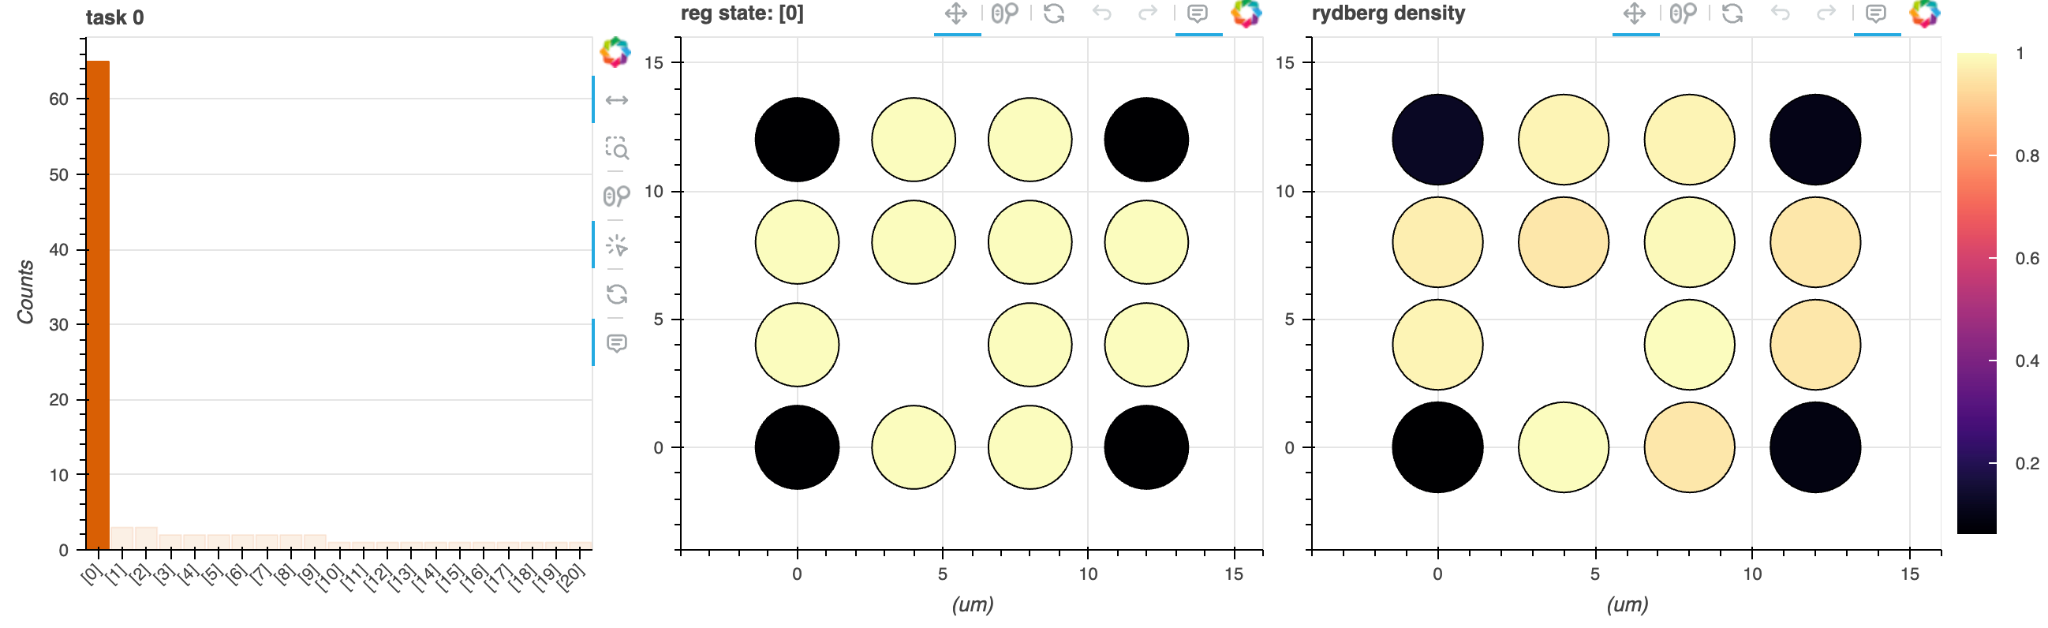 task 0
Counts
60
50
40
30
20
10
0
[0] [1] [2] [3] [4] [5] [6] [7] [8] [9] [10] [11] [12] [13] [14] [15] [16] [17] [18] [19] [20]
reg state: [0]
15
10
5
0
0 5 10 15
(um)
rydberg density
15
10
5
0
0 5 10 15
(um)
1
0.8
0.6
0.4
0.2